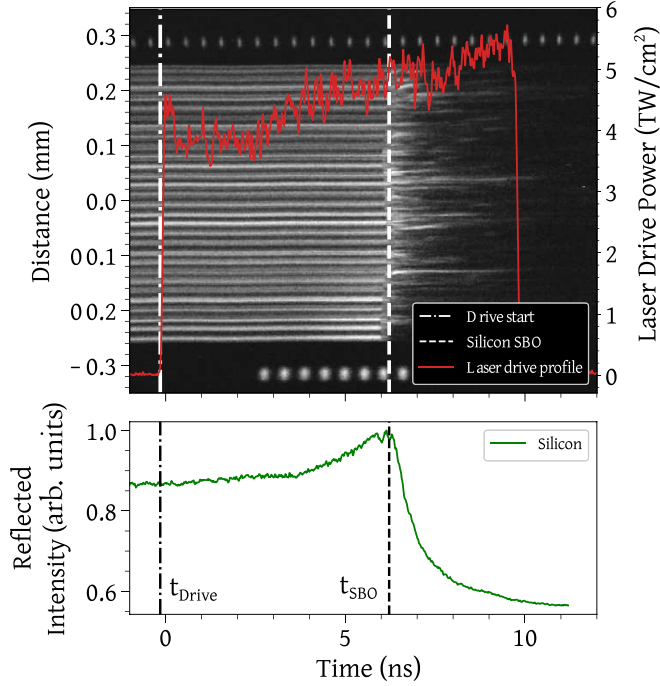 Distance (mm)
0.3
0.2
0.1
0.0
0 0.1
0 0.2
- 0.3
6
5
4
3
2
1
0
Laser Drive Power (TW/cm²)
D rive start
Silicon SBO
Laser drive profile
Reflected
Intensity (arb. units)
1.0
0.8
0.6
Silicon
tDrive
tSBO
0
5
10
Time (ns)